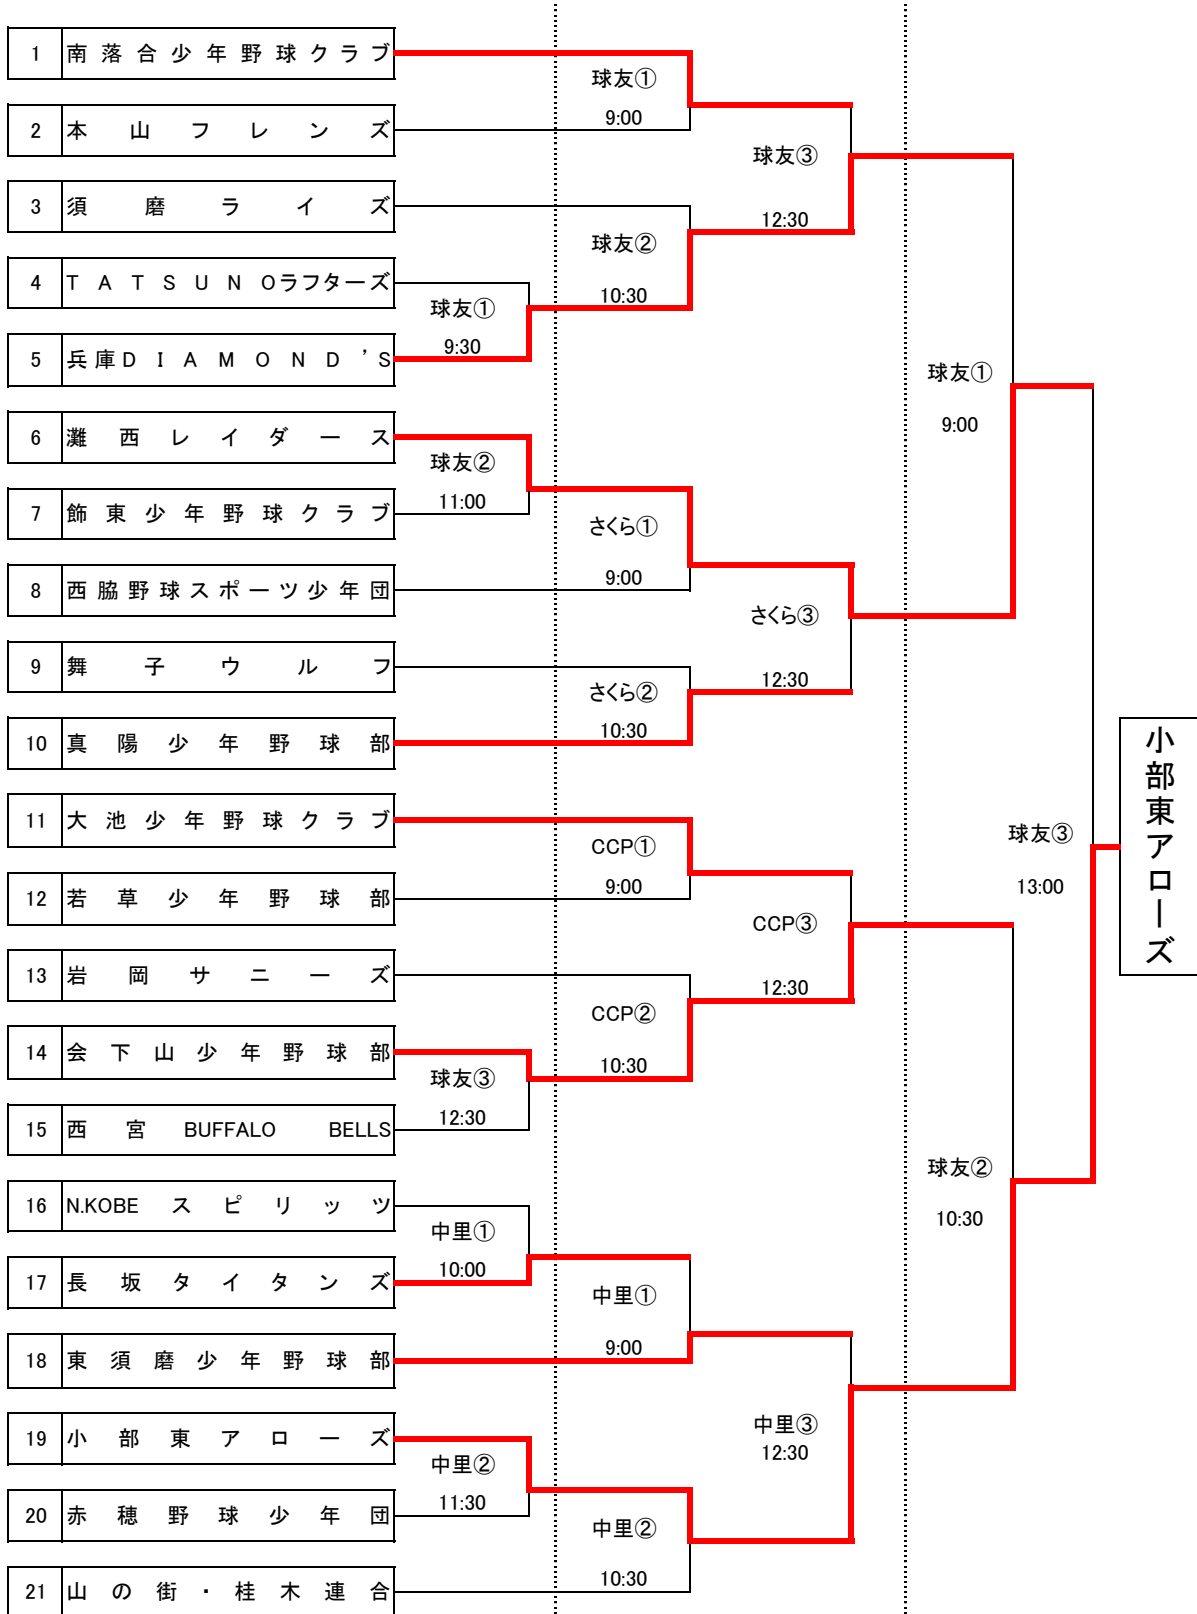 1 南落合少年野球クラブ
球友①
9:00
2 本山フレンズ
球友③
12:30
3 須磨ライズ
球友②
10:30
4 TATSUNOラフターズ
球友①
9:30
5 兵庫DIAMOND'S
球友①
9:00
6 灘西レイダース
球友②
11:00
7 飾東少年野球クラブ
さくら①
9:00
8 西脇野球スポーツ少年団
さくら③
12:30
9 舞子ウルフ
さくら②
10:30
10 真陽少年野球部
小部東アローズ
11 大池少年野球クラブ
CCP①
9:00
球友③
13:00
12 若草少年野球部
CCP③
12:30
13 岩岡サニーズ
CCP②
10:30
14 会下山少年野球部
球友③
12:30
15 西宮 BUFFALO BELLS
球友②
10:30
16 N.KOBE スピリッツ
中里①
10:00
17 長坂タイタンズ
中里①
9:00
18 東須磨少年野球部
中里③
12:30
19 小部東アローズ
中里②
11:30
20 赤穂野球少年団
中里②
10:30
21 山の街・桂木連合